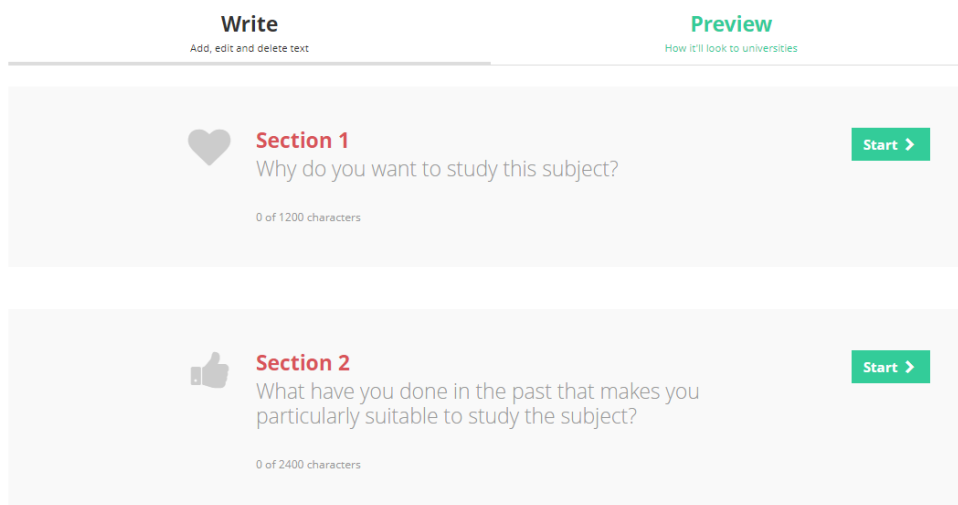 Write
Add, edit and delete text
Preview
How it'll look to universities
Section 1
Why do you want to study this subject?
0 of 1200 characters
Start
Section 2
What have you done in the past that makes you
particularly suitable to study the subject?
0 of 2400 characters
Start